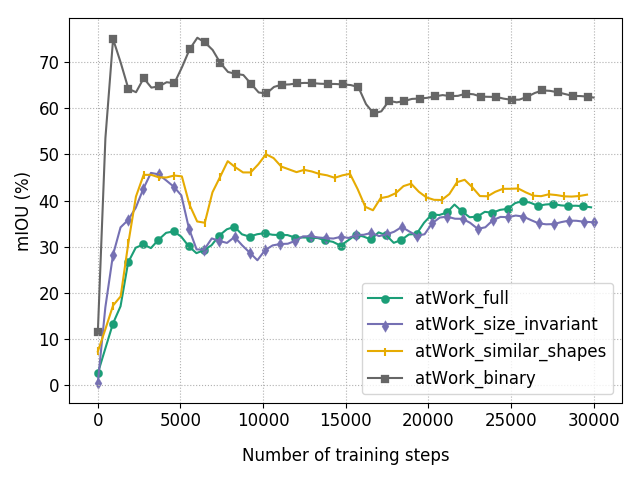 mIOU (%)
70
60
50
40
30
20
10
0
0 5000 10000 15000 20000 25000 30000
Number of training steps
atWork_full
atWork_size_invariant
atWork_similar_shapes
atWork_binary